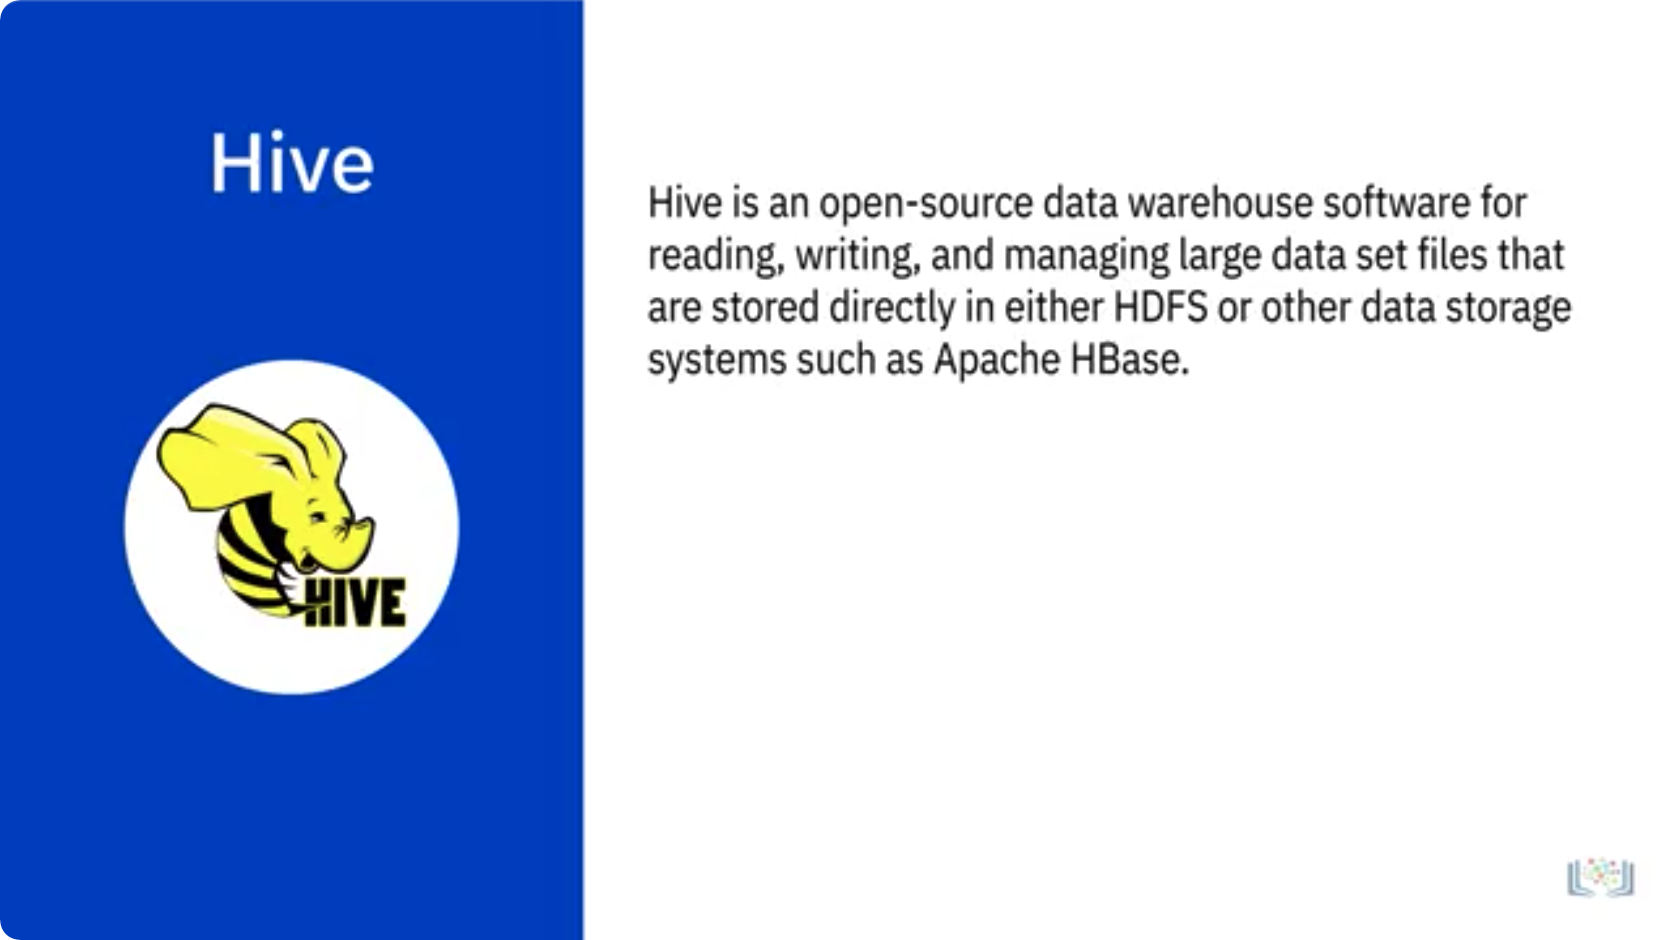 Hive
HIVE
Hive is an open-source data warehouse software for
reading, writing, and managing large data set files that
are stored directly in either HDFS or other data storage
systems such as Apache HBase.